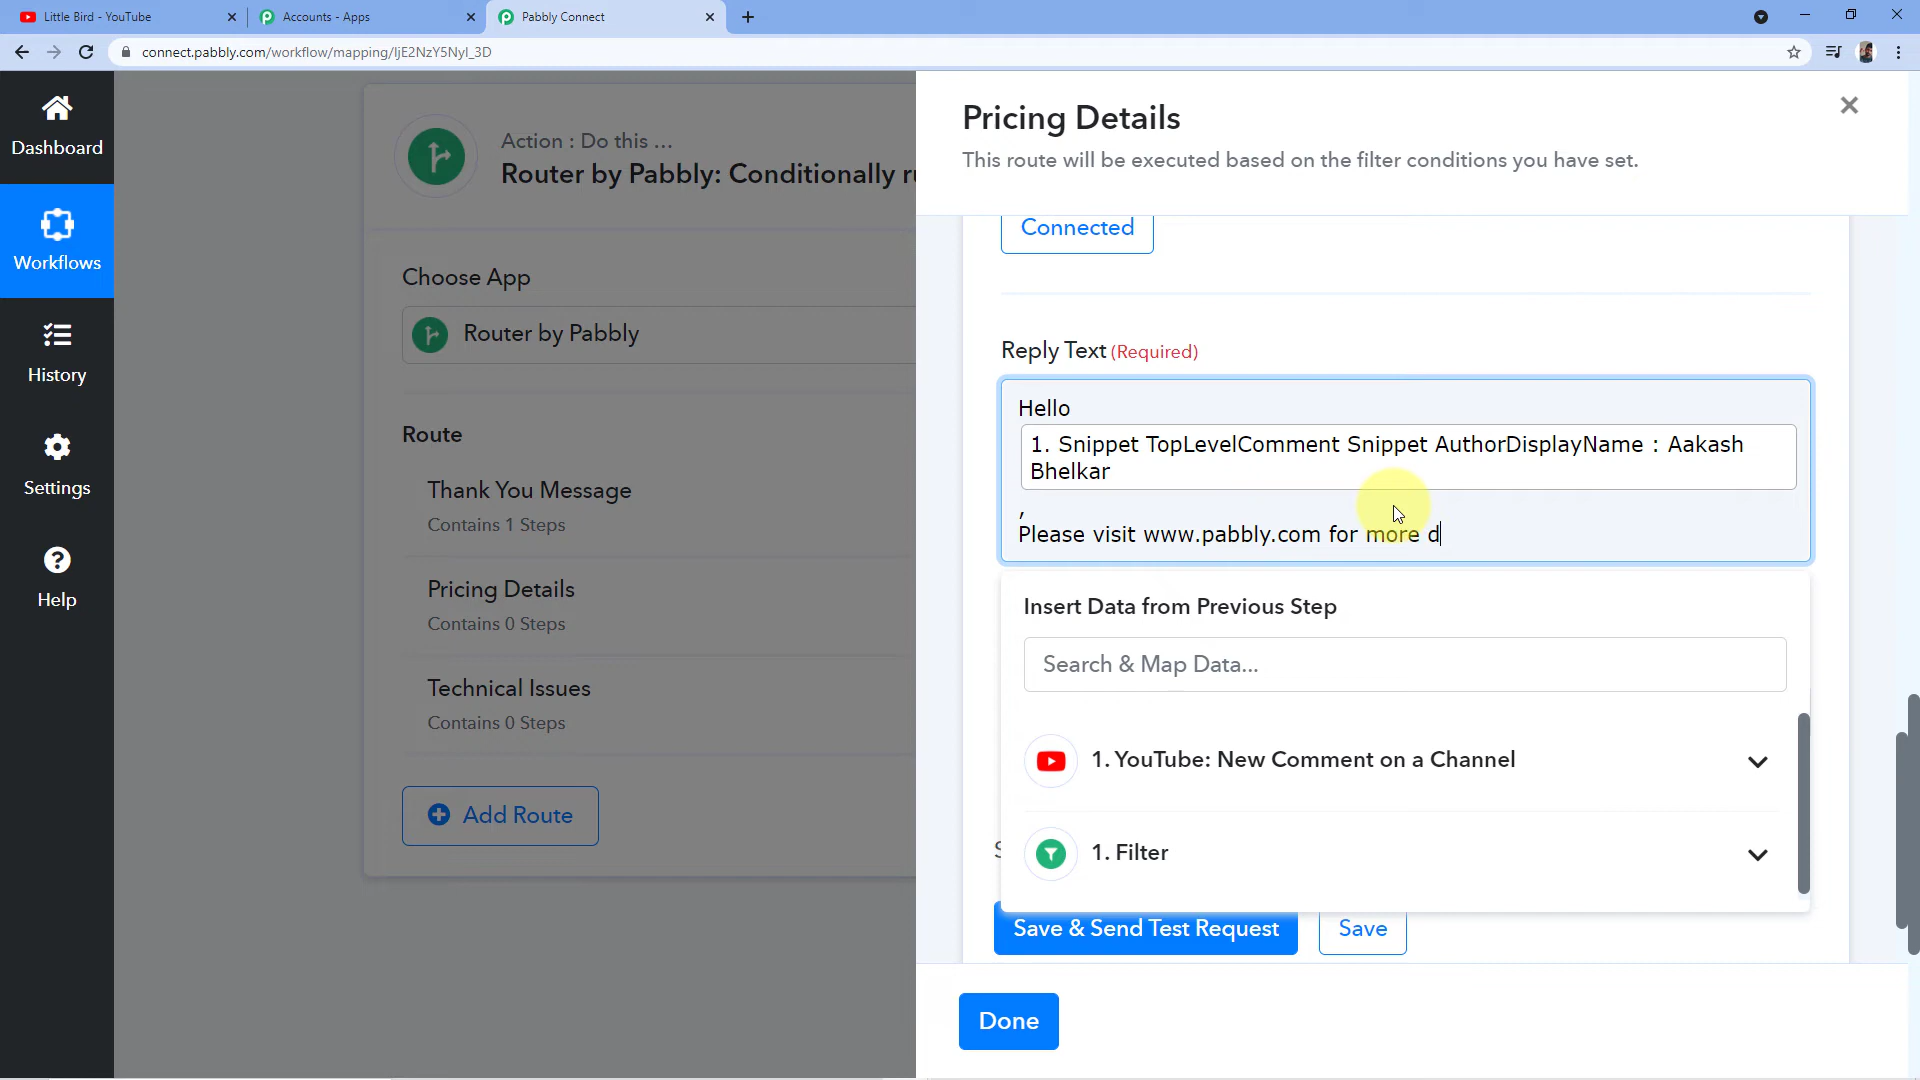 Little Bird - YouTube
Accounts - Apps
Pabbly Connect
connect.pabbly.com/workflow/mapping/IjE2NzY5NyI_3D
Dashboard
Workflows
History
Settings
Help
Action : Do this ...
Router by Pabbly: Conditionally ru
Choose App
Router by Pabbly
Route
Thank You Message
Contains 1 Steps
Pricing Details
Contains 0 Steps
Technical Issues
Contains 0 Steps
Add Route
Pricing Details
This route will be executed based on the filter conditions you have set.
Connected
Reply Text (Required)
Hello
1. Snippet TopLevelComment Snippet AuthorDisplayName : Aakash
Bhelkar
,
Please visit www.pabbly.com for more d
Insert Data from Previous Step
Search & Map Data...
1. YouTube: New Comment on a Channel
1. Filter
Save & Send Test Request
Save
Done